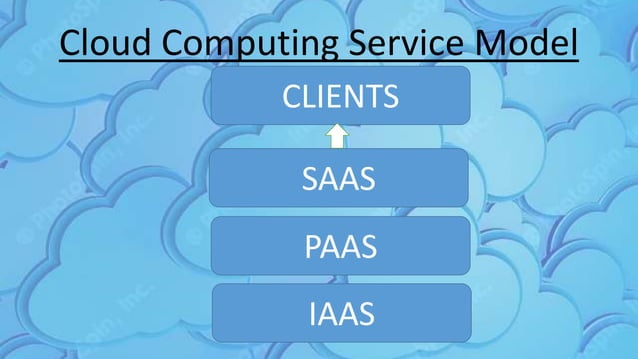 Cloud Computing Service Model
CLIENTS
SAAS
PAAS
IAAS